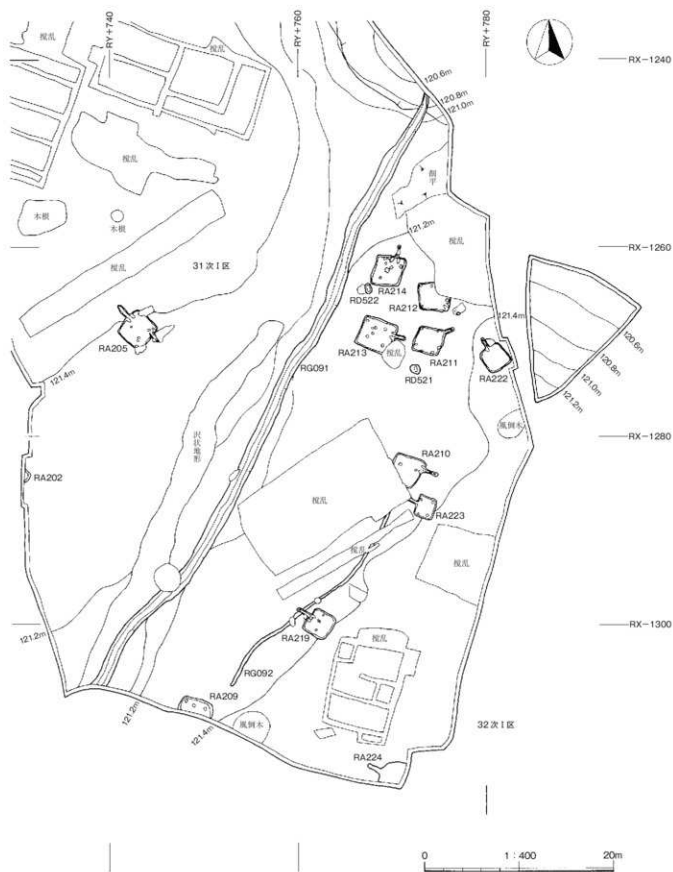 RY+740
RY+760
RY+780
RX−1240
攪乱
攪乱
120.6m
120.8m
121.0m
攪乱
削平
木根
木根
121.2m
攪乱
RX−1260
31次Ⅰ区
攪乱
RA214
RD522
RA212
RA205
121.4m
RA213
攪乱
RA211
RA222
RG091
RD521
120.6m
120.8m
121.0m
121.2m
121.4m
沢状地形
風倒木
RX−1280
RA210
RA202
攪乱
RA223
攪乱
攪乱
121.2m
RA219
攪乱
RX−1300
RG092
121.2m
RA209
121.4m
風倒木
32次Ⅰ区
RA224
0 1：400 20m